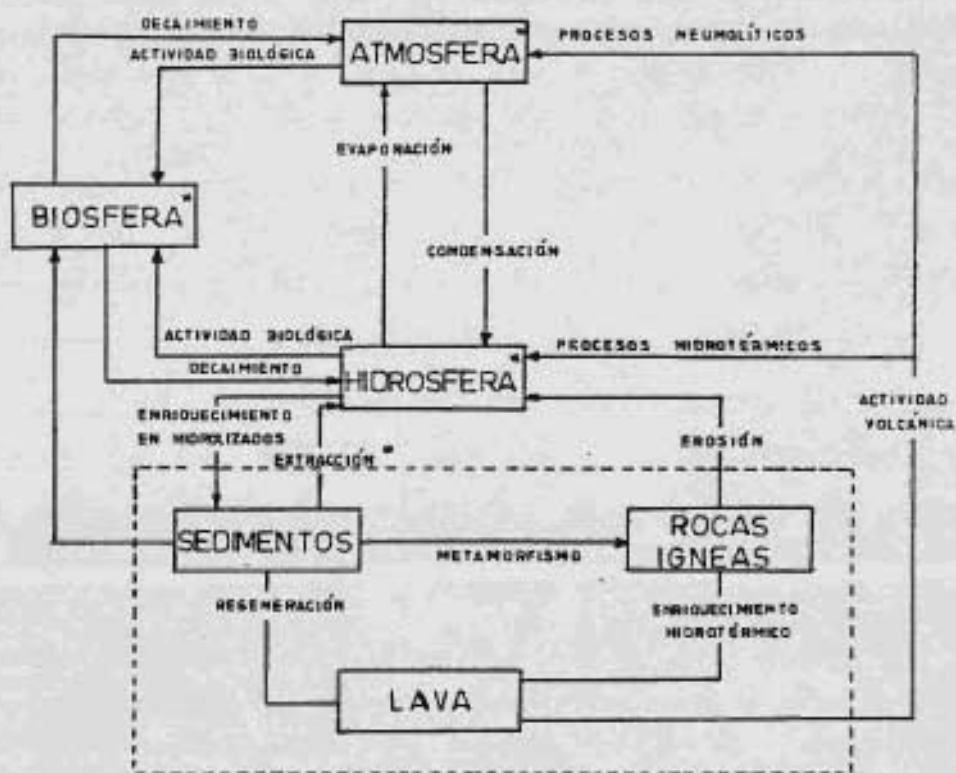 DECAIMIENTO
ACTIVIDAD BIOLÓGICA
ATMOSFERA*
PROCESOS NEUMOLÍTICOS
EVAPORACIÓN
BIOSFERA*
CONDENSACIÓN
ACTIVIDAD BIOLÓGICA
DECAIMIENTO
HIDROSFERA*
PROCESOS HIDROTÉRMICOS
ENRIQUECIMIENTO
EN HIDROLIZADOS
EXTRACCIÓN*
EROSIÓN
ACTIVIDAD
VOLCÁNICA
SEDIMENTOS
METAMORFISMO
ROCAS
IGNEAS
REGENERACIÓN
ENRIQUECIMIENTO
HIDROTÉRMICO
LAVA